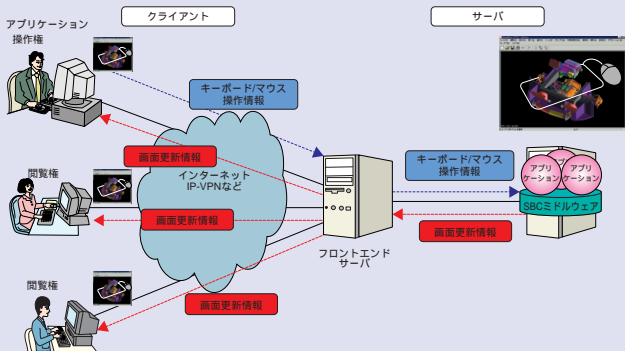 クライアント
サーバ
アプリケーション
操作権
キーボード/マウス
操作情報
画面更新情報
インターネット
IP-VPNなど
閲覧権
画面更新情報
フロントエンド
サーバ
キーボード/マウス
操作情報
アプリ
ケーション
アプリ
ケーション
SBCミドルウェア
画面更新情報
閲覧権
画面更新情報